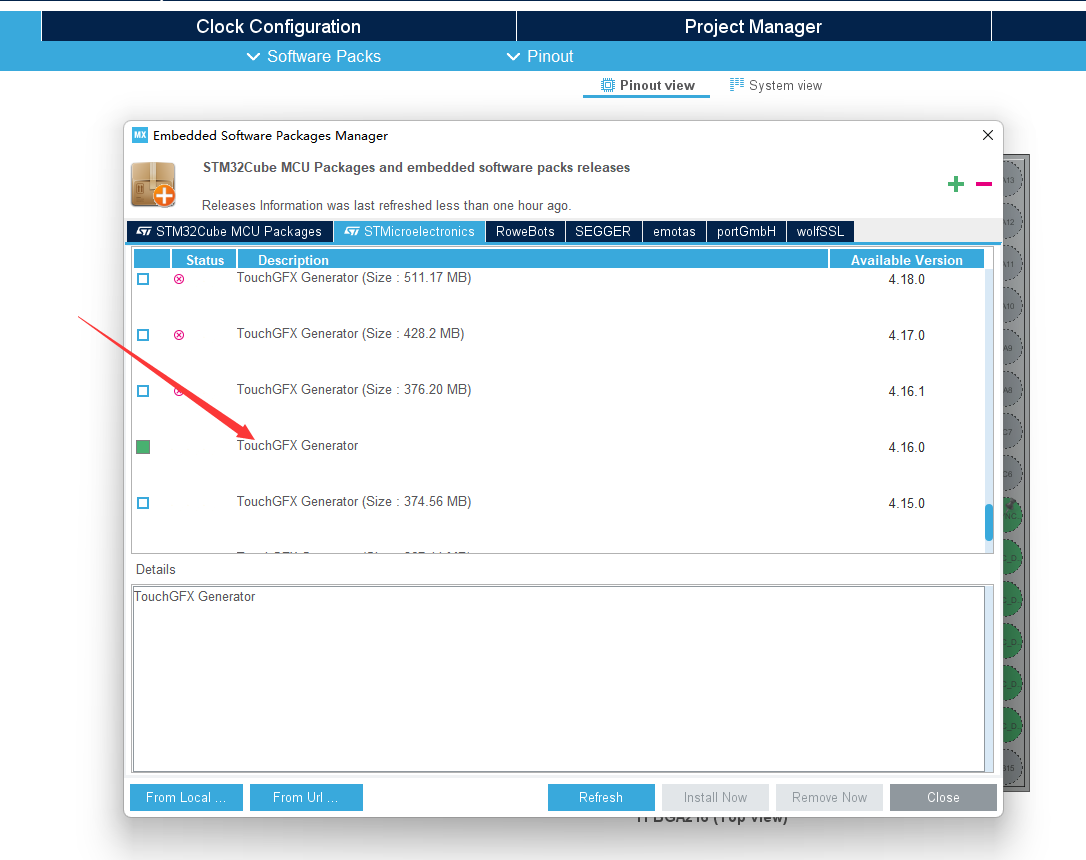 Clock Configuration
Project Manager
Software Packs
Pinout
Pinout view
System view
MX Embedded Software Packages Manager
STM32Cube MCU Packages and embedded software packs releases
Releases Information was last refreshed less than one hour ago.
STM32Cube MCU Packages
STMicroelectronics
RoweBots
SEGGER
emotas
portGmbH
wolfSSL
Status
Description
Available Version
TouchGFX Generator (Size : 511.17 MB)
4.18.0
TouchGFX Generator (Size : 428.2 MB)
4.17.0
TouchGFX Generator (Size : 376.20 MB)
4.16.1
TouchGFX Generator
4.16.0
TouchGFX Generator (Size : 374.56 MB)
4.15.0
Details
TouchGFX Generator
From Local ...
From Url ...
Refresh
Install Now
Remove Now
Close